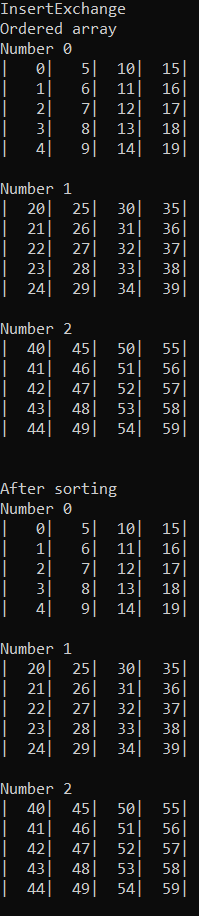 InsertExchange
Ordered array
Number 0
|   0|   5|  10|  15|
|   1|   6|  11|  16|
|   2|   7|  12|  17|
|   3|   8|  13|  18|
|   4|   9|  14|  19|
Number 1
|  20|  25|  30|  35|
|  21|  26|  31|  36|
|  22|  27|  32|  37|
|  23|  28|  33|  38|
|  24|  29|  34|  39|
Number 2
|  40|  45|  50|  55|
|  41|  46|  51|  56|
|  42|  47|  52|  57|
|  43|  48|  53|  58|
|  44|  49|  54|  59|
After sorting
Number 0
|   0|   5|  10|  15|
|   1|   6|  11|  16|
|   2|   7|  12|  17|
|   3|   8|  13|  18|
|   4|   9|  14|  19|
Number 1
|  20|  25|  30|  35|
|  21|  26|  31|  36|
|  22|  27|  32|  37|
|  23|  28|  33|  38|
|  24|  29|  34|  39|
Number 2
|  40|  45|  50|  55|
|  41|  46|  51|  56|
|  42|  47|  52|  57|
|  43|  48|  53|  58|
|  44|  49|  54|  59|